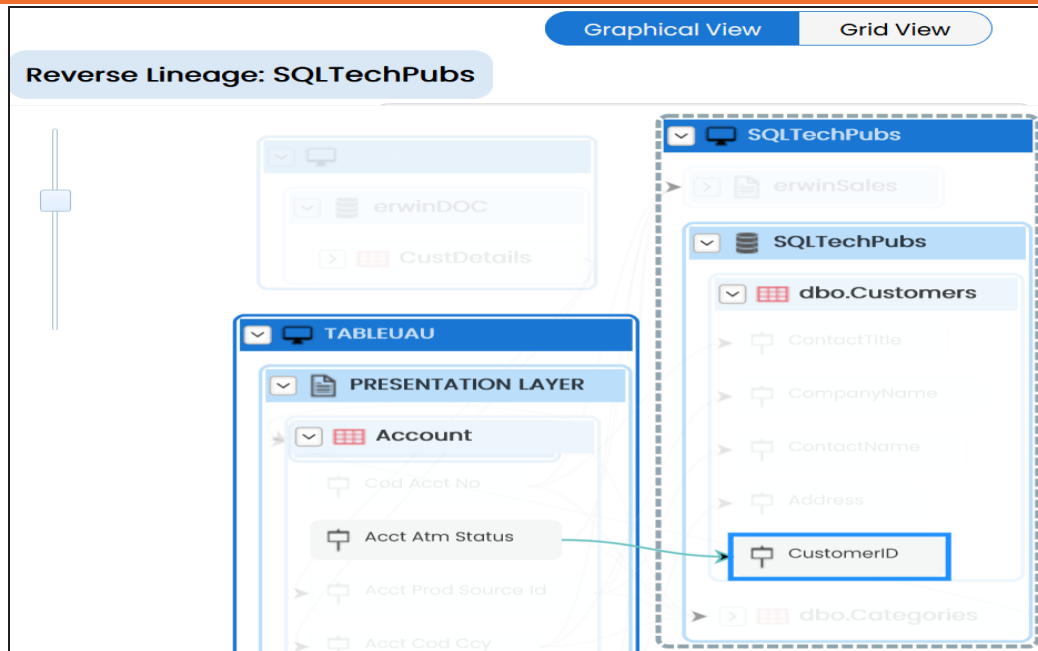 Graphical View
Grid View
Reverse Lineage: SQLTechPubs
SQLTechPubs
erwinSales
erwinDOC
SQLTechPubs
CustDetails
dbo.Customers
TABLEUAU
ContactTitle
PRESENTATION LAYER
CompanyName
Account
ContactName
Cod Acct No
Address
Acct Atm Status
CustomerID
Acct Prod Source Id
dbo.Categories
Acct Cod Ccy